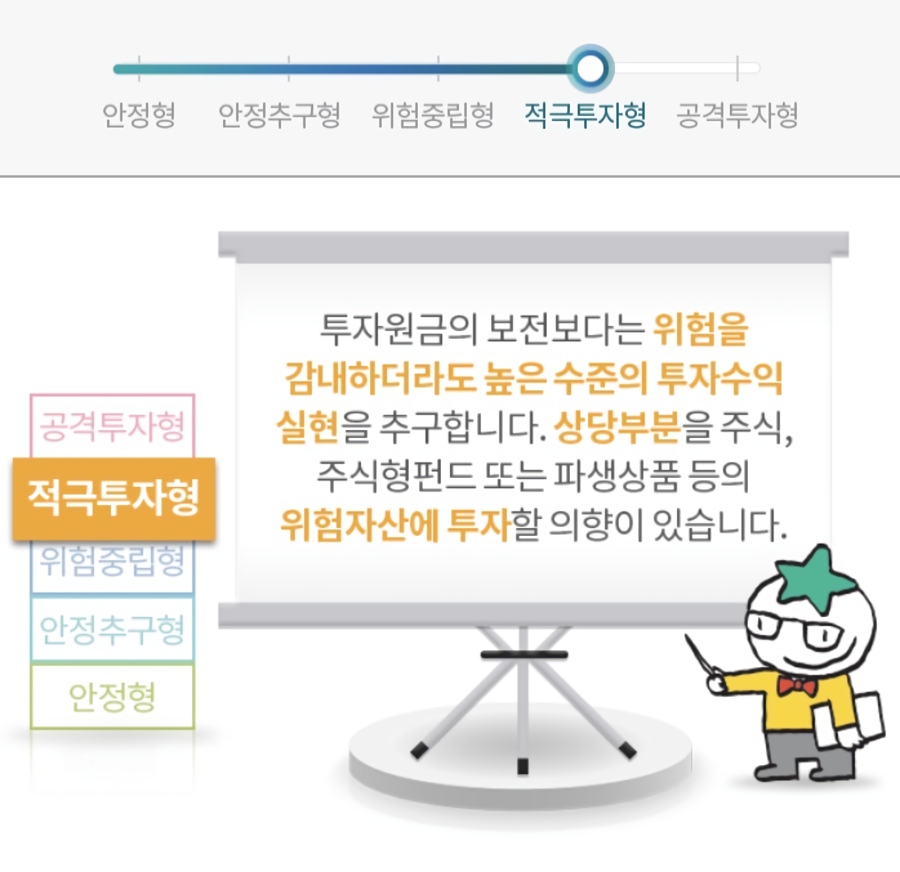 안정형 안정추구형 위험중립형 적극투자형 공격투자형
투자원금의 보전보다는 위험을
감내하더라도 높은 수준의 투자수익
실현을 추구합니다. 상당부분을 주식,
주식형펀드 또는 파생상품 등의
위험자산에 투자할 의향이 있습니다.
공격투자형
적극투자형
위험중립형
안정추구형
안정형